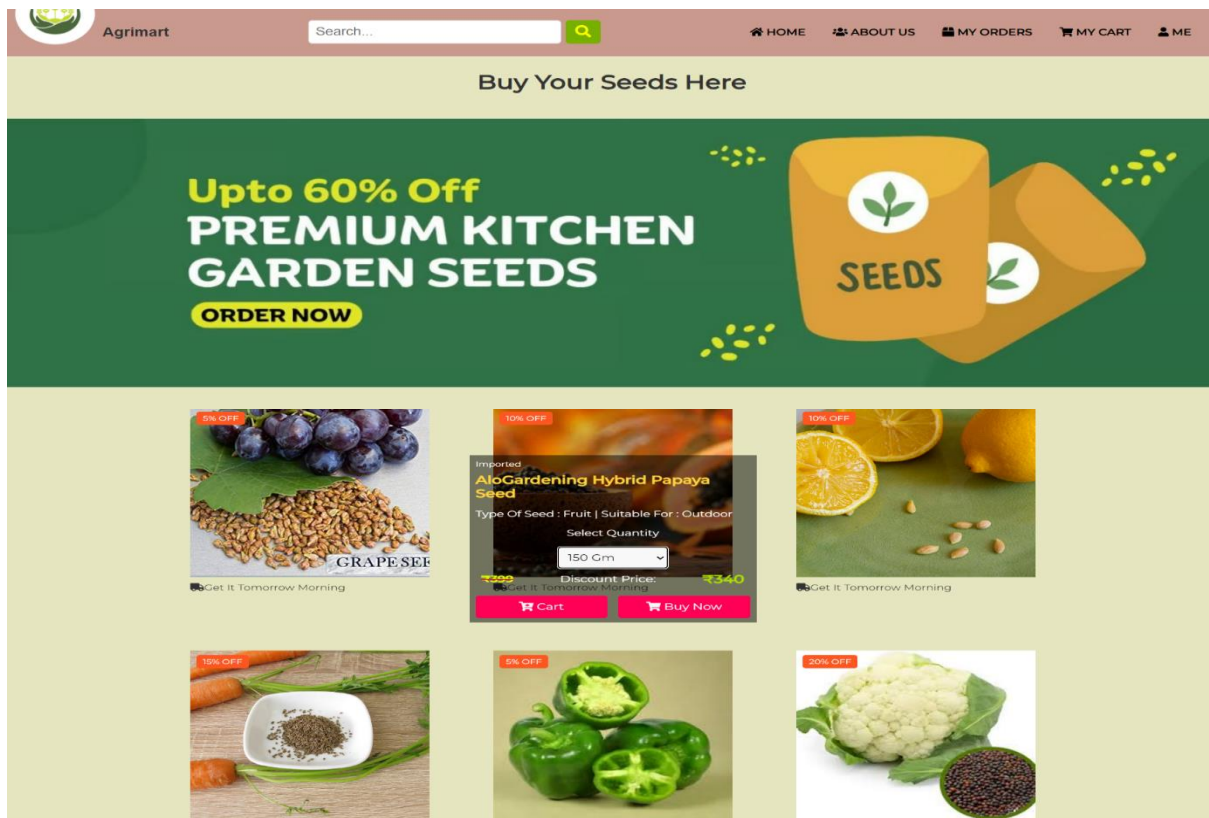 Agrimart
Search...
HOME
ABOUT US
MY ORDERS
MY CART
ME
Buy Your Seeds Here
Upto 60% Off
PREMIUM KITCHEN
GARDEN SEEDS
ORDER NOW
SEEDS
5% OFF
GRAPE SEE
Get It Tomorrow Morning
10% OFF
Imported
AloGardening Hybrid Papaya
Seed
Type Of Seed : Fruit | Suitable For : Outdoor
Select Quantity
150 Gm
₹399 Discount Price: ₹340
Get It Tomorrow Morning
Cart
Buy Now
10% OFF
Get It Tomorrow Morning
15% OFF
5% OFF
20% OFF